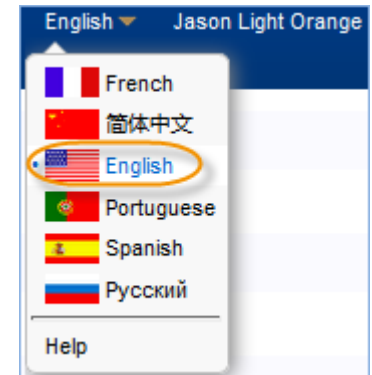 English Jason Light Orange
French
简体中文
English
Portuguese
Spanish
Русский
Help